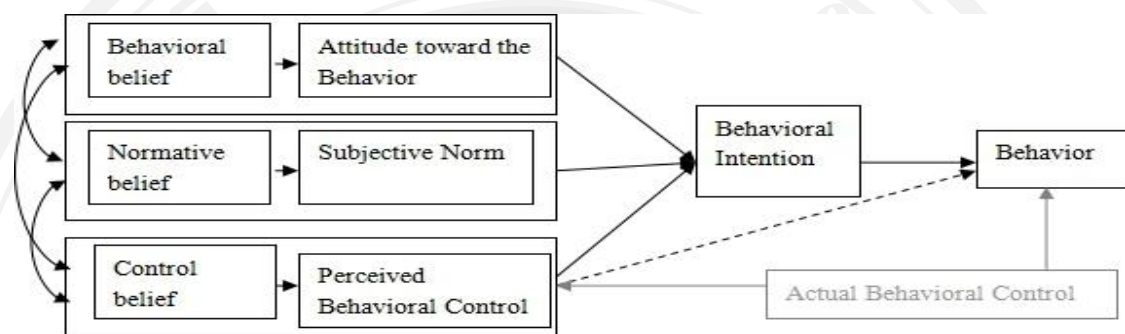 Behavioral
belief
Attitude toward the
Behavior
Normative
belief
Subjective Norm
Control
belief
Perceived
Behavioral Control
Behavioral
Intention
Behavior
Actual Behavioral Control